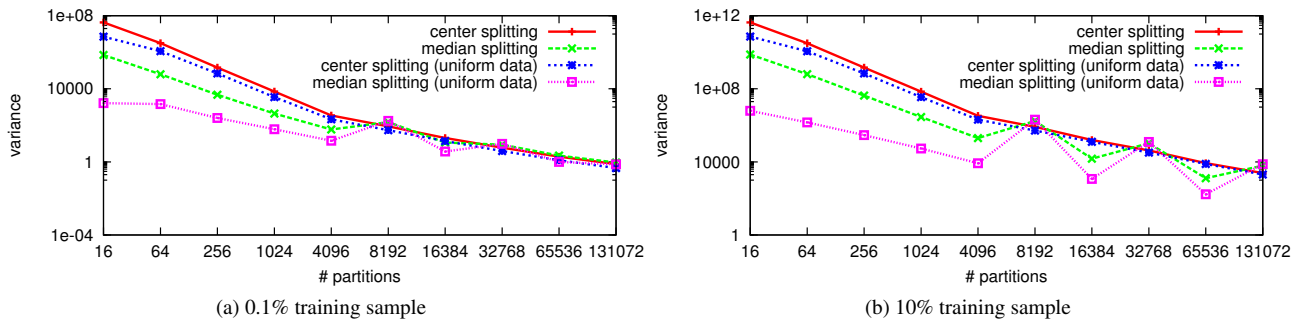 1e+08
10000
1
1e-04
variance
center splitting
median splitting
center splitting (uniform data)
median splitting (uniform data)
16 64 256 1024 4096 8192 16384 32768 65536 131072
# partitions
(a) 0.1% training sample
1e+12
1e+08
10000
1
variance
center splitting
median splitting
center splitting (uniform data)
median splitting (uniform data)
16 64 256 1024 4096 8192 16384 32768 65536 131072
# partitions
(b) 10% training sample